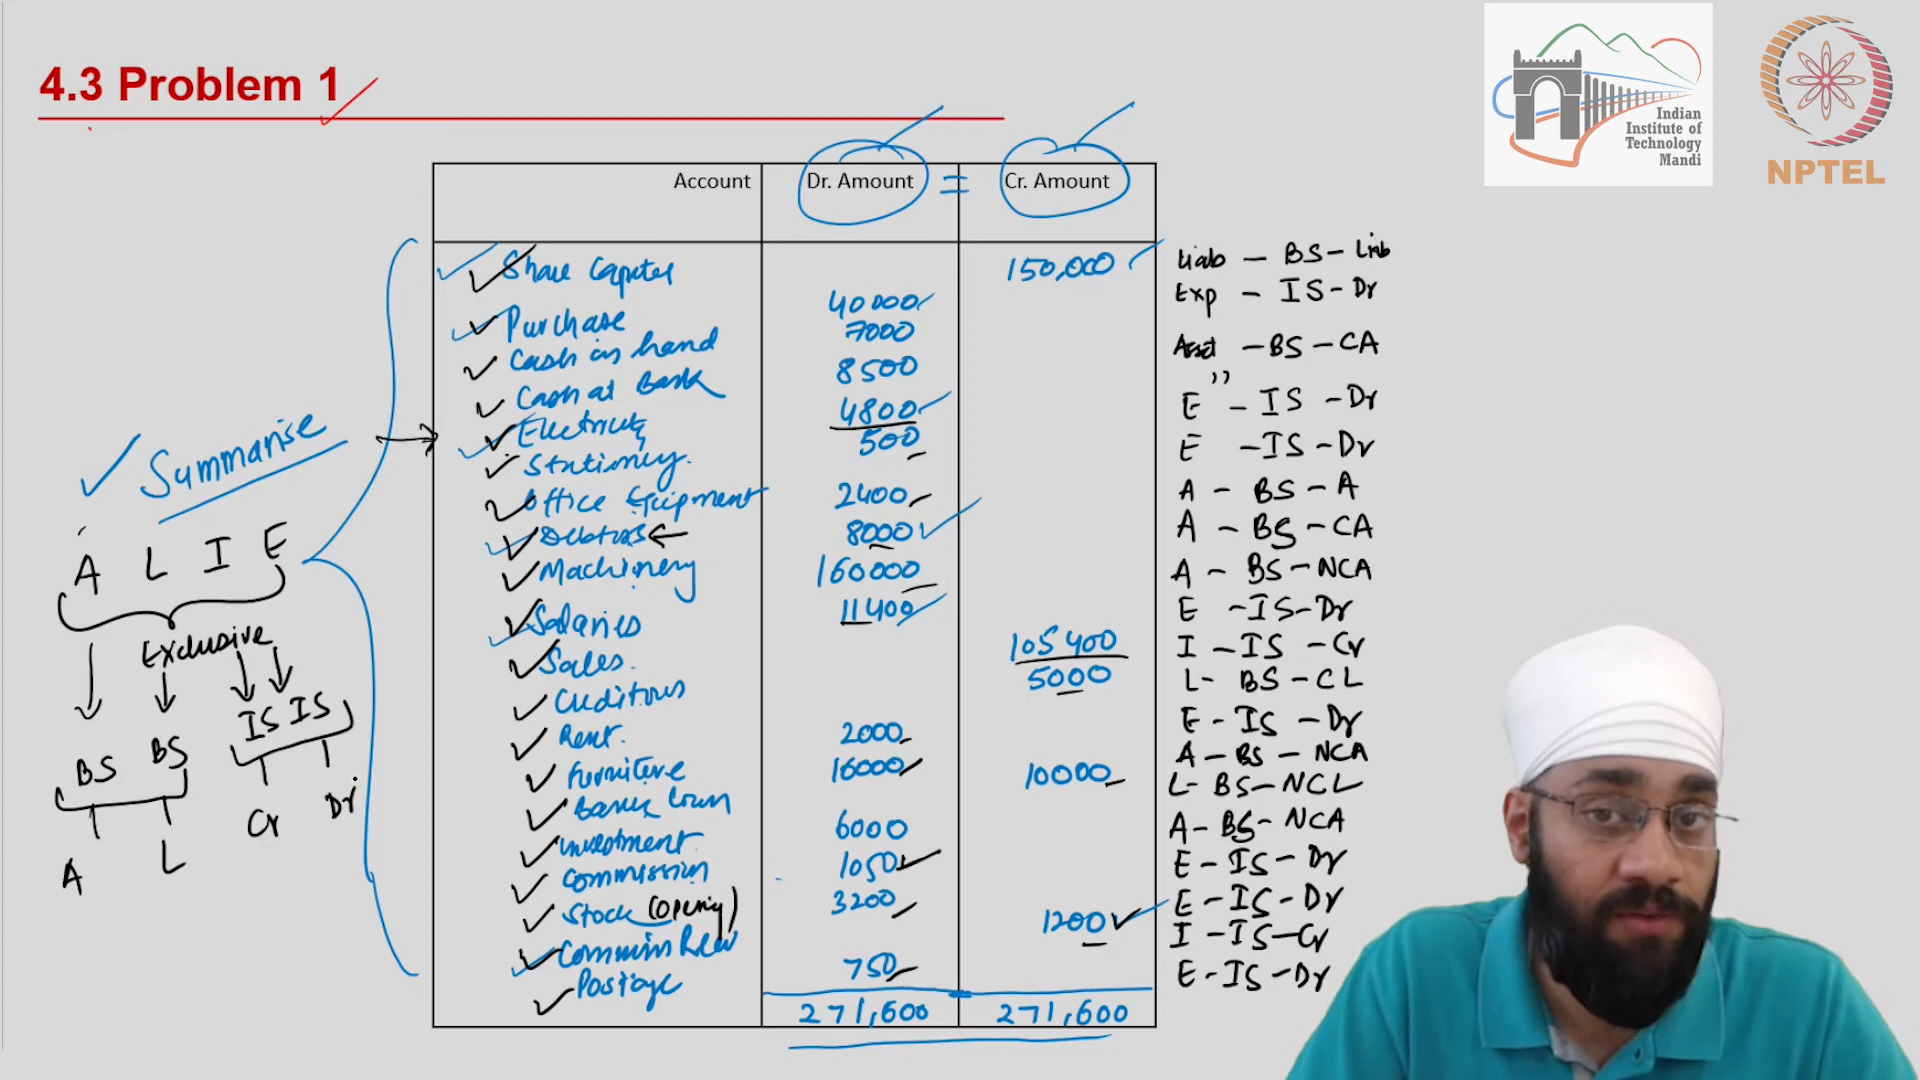 4.3 Problem 1
Indian
Institute of
Technology
Mandi
NPTEL
Account Dr. Amount = Cr. Amount
Share Capital 150,000 Liab - BS - Liab
Purchase 40000 Exp - IS - Dr
Cash in hand 7000 Asset - BS - CA
Cash at Bank 8500 "
Electricity 4800 E - IS - Dr
Stationery. 500 E - IS - Dr
Office Equipment 2400 A - BS - A
Debtors 8000 A - BS - CA
Machinery 160000 A - BS - NCA
Salaries 11400 E - IS - Dr
Sales. 105400 I - IS - Cr
Creditors 5000 L - BS - CL
Rent. 2000 E - IS - Dr
Furniture 16000 A - BS - NCA
Bank loan 10000 L - BS - NCL
Investment 6000 A - BS - NCA
Commission 1050 E - IS - Dr
Stock (Opening) 3200 E - IS - Dr
1200 I - IS - Cr
Postage 750 E - IS - Dr
271,600 271,600
Summarise
A L I E
Exclusive
BS BS IS IS
A L Cr Dr